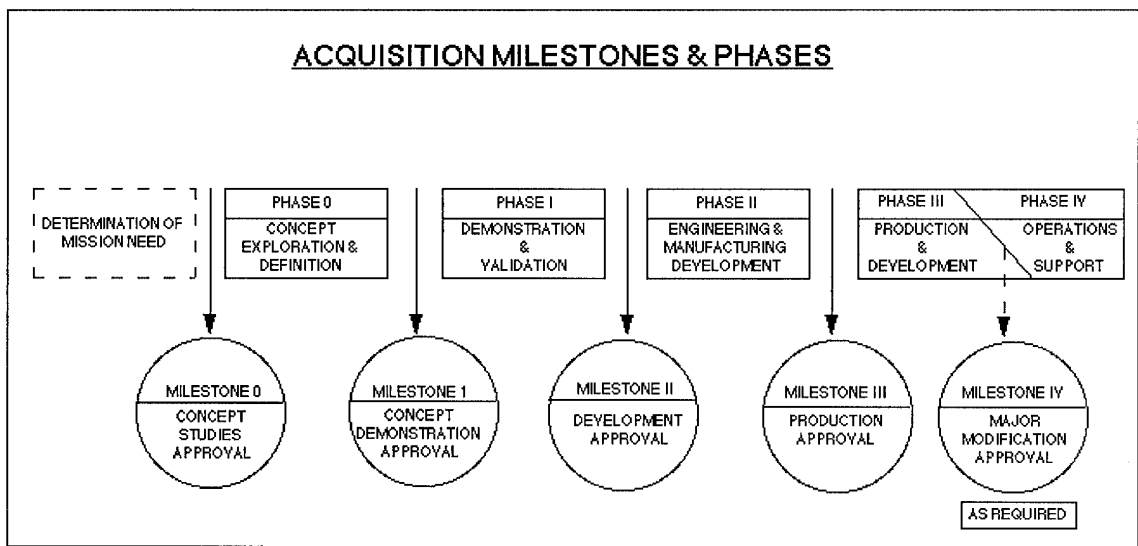 ACQUISITION MILESTONES & PHASES
DETERMINATION OF
MISSION NEED
PHASE 0
CONCEPT
EXPLORATION &
DEFINITION
PHASE I
DEMONSTRATION
&
VALIDATION
PHASE II
ENGINEERING &
MANUFACTURING
DEVELOPMENT
PHASE III
PRODUCTION
&
DEVELOPMENT
PHASE IV
OPERATIONS
&
SUPPORT
MILESTONE 0
CONCEPT
STUDIES
APPROVAL
MILESTONE 1
CONCEPT
DEMONSTRATION
APPROVAL
MILESTONE II
DEVELOPMENT
APPROVAL
MILESTONE III
PRODUCTION
APPROVAL
MILESTONE IV
MAJOR
MODIFICATION
APPROVAL
AS REQUIRED